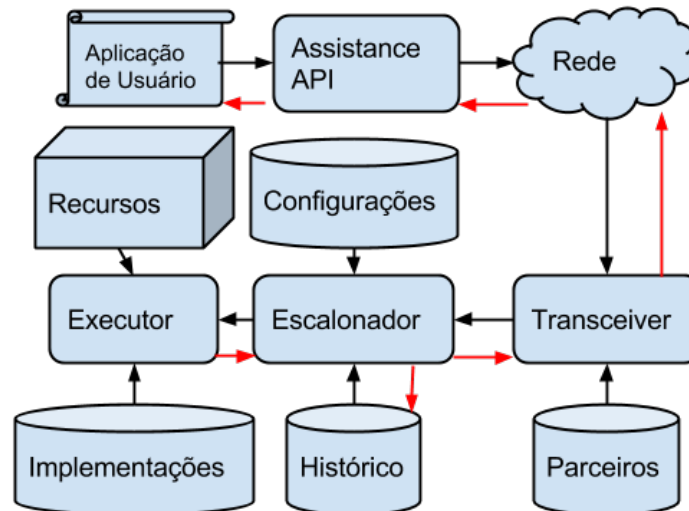 Aplicação
de Usuário
Assistance
API
Rede
Recursos
Configurações
Executor
Escalonador
Transceiver
Implementações
Histórico
Parceiros